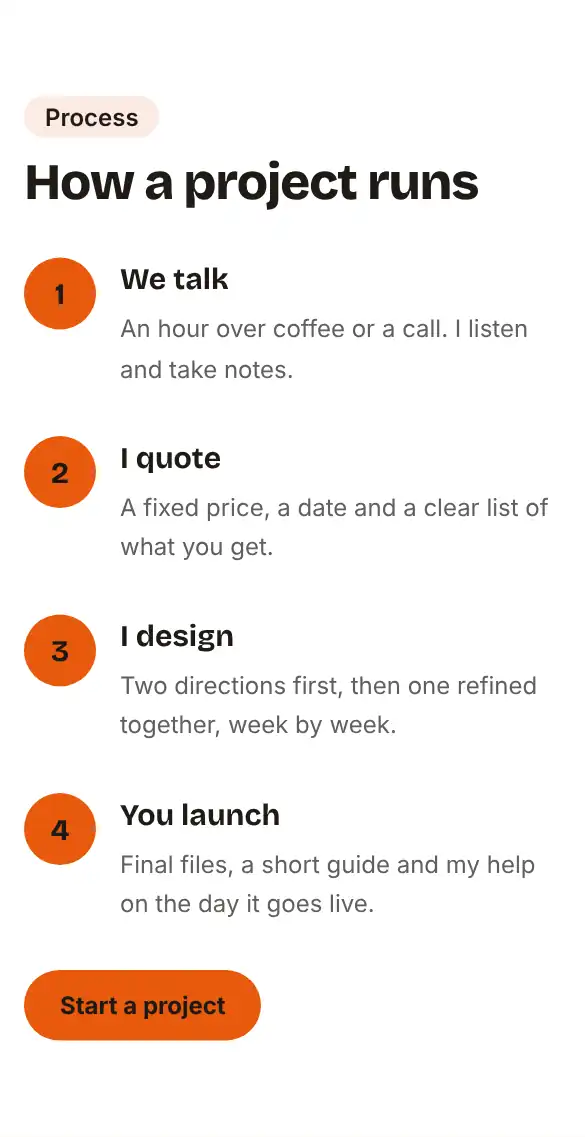 Process
How a project runs
1
We talk
An hour over coffee or a call. I listen
and take notes.
2
I quote
A fixed price, a date and a clear list of
what you get.
3
I design
Two directions first, then one refined
together, week by week.
4
You launch
Final files, a short guide and my help
on the day it goes live.
Start a project